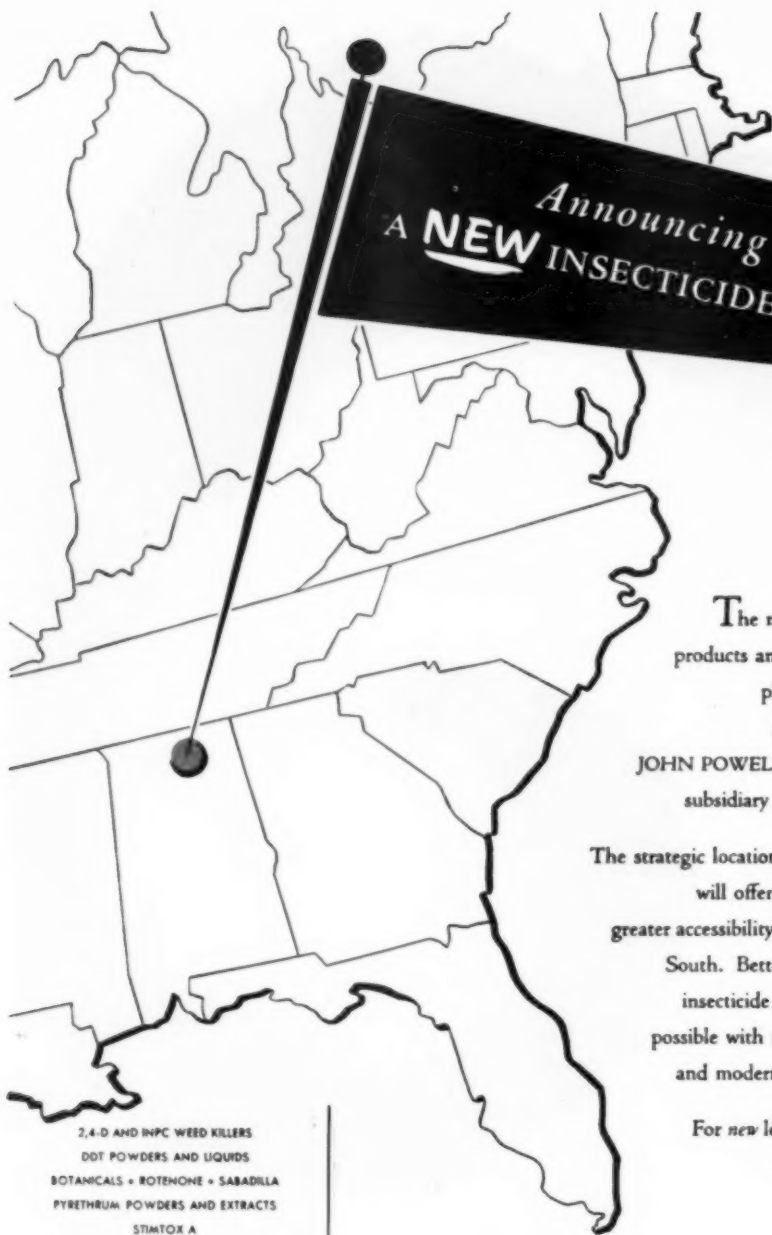 Announcing
A NEW INSECTICIDE
The
products
JOHN POWEL
subsidiary
The strategic location
will offer
greater accessibility
South. Bett
insecticide
possible with
and modern
For new
2,4-D AND INPC WEED KILLERS
DDT POWDERS AND LIQUIDS
BOTANICALS • ROTENONE • SABADILLA
PYRETHRUM POWDERS AND EXTRACTS
STIMTOX A